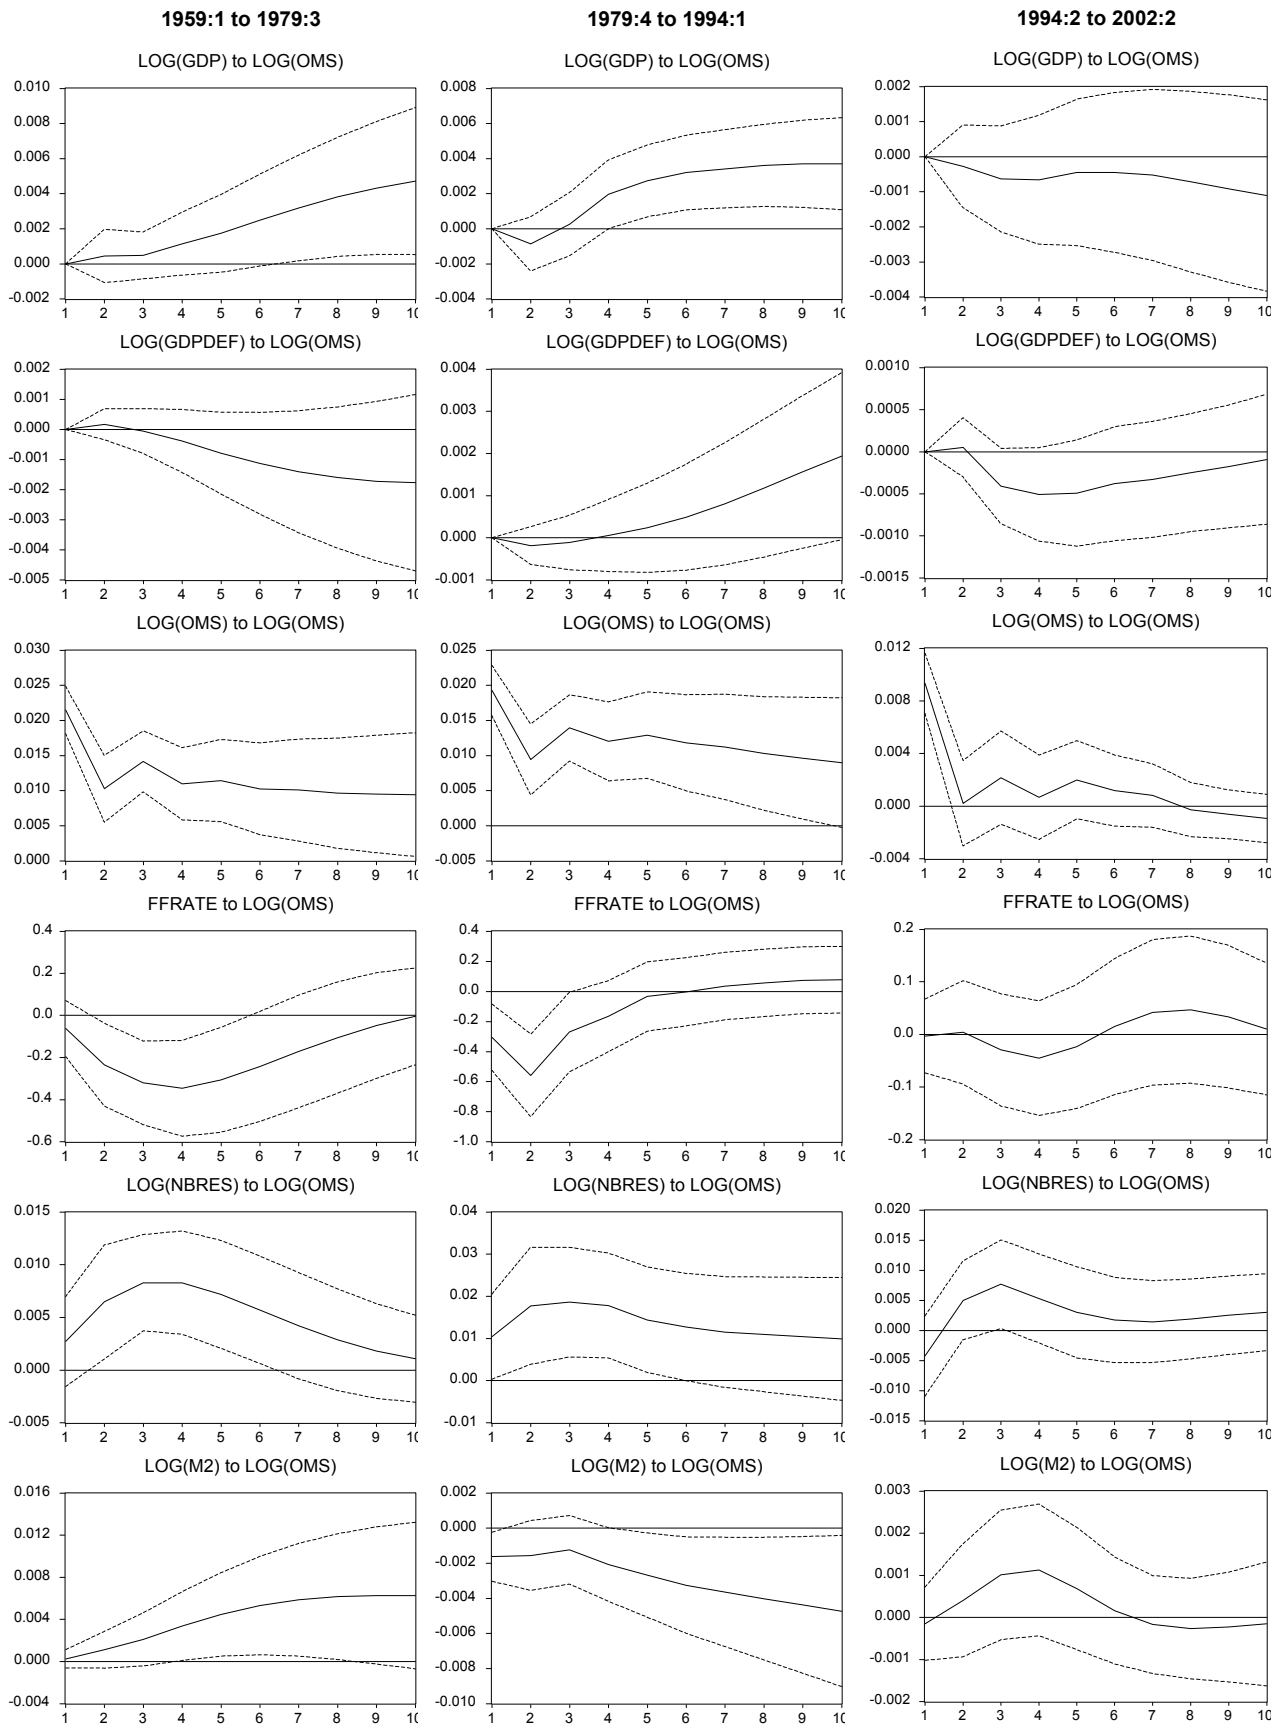 1959:1 to 1979:3 1979:4 to 1994:1 1994:2 to 2002:2
LOG(GDP) to LOG(OMS) LOG(GDP) to LOG(OMS) LOG(GDP) to LOG(OMS)
0.010 0.008 0.002
0.008 0.006 0.001
0.006 0.004 0.000
0.004 0.002 -0.001
0.002 0.000 -0.002
0.000 -0.002 -0.003
-0.002 -0.004 -0.004
1 2 3 4 5 6 7 8 9 10 1 2 3 4 5 6 7 8 9 10 1 2 3 4 5 6 7 8 9 10
LOG(GDPDEF) to LOG(OMS) LOG(GDPDEF) to LOG(OMS) LOG(GDPDEF) to LOG(OMS)
0.002 0.004 0.0010
0.001 0.003 0.0005
0.000 0.002 0.0000
-0.001 0.001 -0.0005
-0.002 0.000 -0.0010
-0.003 -0.001 -0.0015
-0.004
-0.005
1 2 3 4 5 6 7 8 9 10 1 2 3 4 5 6 7 8 9 10 1 2 3 4 5 6 7 8 9 10
LOG(OMS) to LOG(OMS) LOG(OMS) to LOG(OMS) LOG(OMS) to LOG(OMS)
0.030 0.025 0.012
0.025 0.020 0.008
0.020 0.015 0.004
0.015 0.010 0.000
0.010 0.005 -0.004
0.005 0.000
0.000 -0.005
1 2 3 4 5 6 7 8 9 10 1 2 3 4 5 6 7 8 9 10 1 2 3 4 5 6 7 8 9 10
FFRATE to LOG(OMS) FFRATE to LOG(OMS) FFRATE to LOG(OMS)
0.4 0.4 0.2
0.2 0.2 0.1
0.0 0.0 0.0
-0.2 -0.2 -0.1
-0.4 -0.4 -0.2
-0.6 -0.6
-0.8
-1.0
1 2 3 4 5 6 7 8 9 10 1 2 3 4 5 6 7 8 9 10 1 2 3 4 5 6 7 8 9 10
LOG(NBRES) to LOG(OMS) LOG(NBRES) to LOG(OMS) LOG(NBRES) to LOG(OMS)
0.015 0.04 0.020
0.010 0.03 0.015
0.005 0.02 0.010
0.000 0.01 0.005
-0.005 0.00 0.000
-0.01 -0.005
-0.010
-0.015
1 2 3 4 5 6 7 8 9 10 1 2 3 4 5 6 7 8 9 10 1 2 3 4 5 6 7 8 9 10
LOG(M2) to LOG(OMS) LOG(M2) to LOG(OMS) LOG(M2) to LOG(OMS)
0.016 0.002 0.003
0.012 0.000 0.002
0.008 -0.002 0.001
0.004 -0.004 0.000
0.000 -0.006 -0.001
-0.004 -0.008 -0.002
-0.010
1 2 3 4 5 6 7 8 9 10 1 2 3 4 5 6 7 8 9 10 1 2 3 4 5 6 7 8 9 10